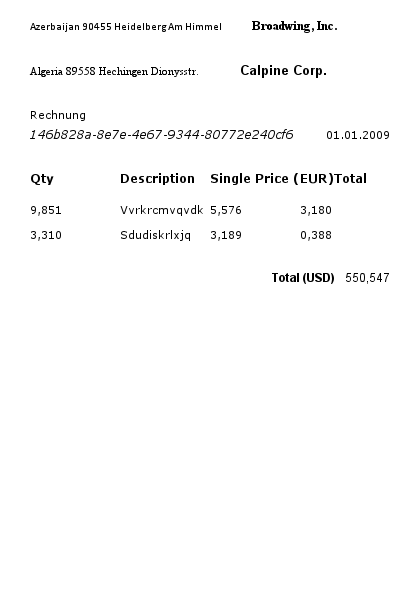 Azerbaijan 90455 Heidelberg Am Himmel Broadwing, Inc.
Algeria 89558 Hechingen Dionysstr. Calpine Corp.
Rechnung
146b828a-8e7e-4e67-9344-80772e240cf6 01.01.2009
Qty Description Single Price (EUR)Total
9,851 Vvrkrcmvqvdk 5,576 3,180
3,310 Sdudiskrlxjq 3,189 0,388
Total (USD) 550,547